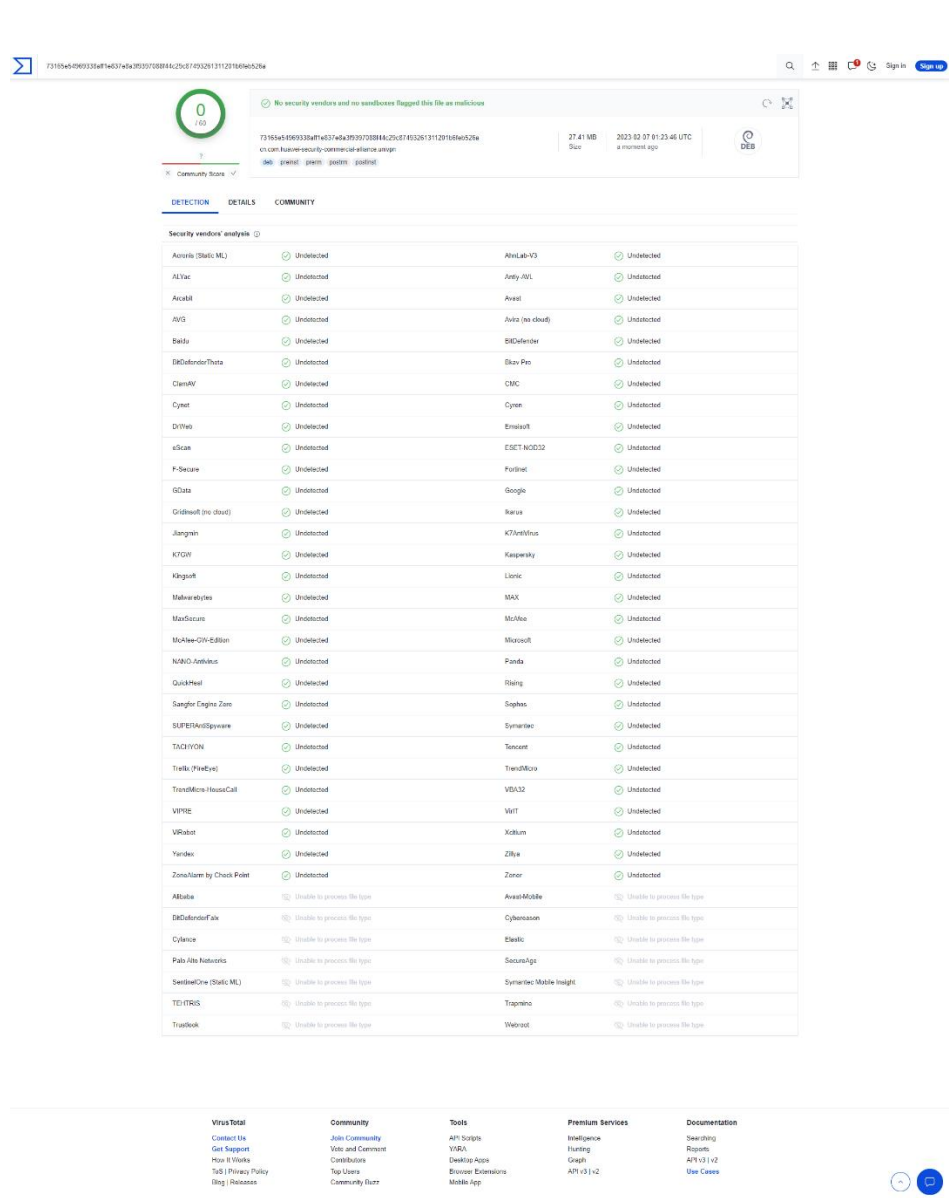 73165e54969338aff1e837e8a3f9397088f44c29c87493261311201b6feb526a
Sign in Sign up
0
/ 60
No security vendors and no sandboxes flagged this file as malicious
73165e54969338aff1e837e8a3f9397088f44c29c87493261311201b6feb526a
cn.com.huawei-security-commercial-alliance.univpn
deb preinst prerm postrm postinst
27.41 MB
Size
2023-02-07 01:23:46 UTC
a moment ago
DEB
?
Community Score
DETECTION DETAILS COMMUNITY
Security vendors' analysis
Acronis (Static ML) Undetected AhnLab-V3 Undetected
ALYac Undetected Antiy-AVL Undetected
Arcabit Undetected Avast Undetected
AVG Undetected Avira (no cloud) Undetected
Baidu Undetected BitDefender Undetected
BitDefenderTheta Undetected Bkav Pro Undetected
ClamAV Undetected CMC Undetected
Cynet Undetected Cyren Undetected
DrWeb Undetected Emsisoft Undetected
eScan Undetected ESET-NOD32 Undetected
F-Secure Undetected Fortinet Undetected
GData Undetected Google Undetected
Gridinsoft (no cloud) Undetected Ikarus Undetected
Jiangmin Undetected K7AntiVirus Undetected
K7GW Undetected Kaspersky Undetected
Kingsoft Undetected Lionic Undetected
Malwarebytes Undetected MAX Undetected
MaxSecure Undetected McAfee Undetected
McAfee-GW-Edition Undetected Microsoft Undetected
NANO-Antivirus Undetected Panda Undetected
QuickHeal Undetected Rising Undetected
Sangfor Engine Zero Undetected Sophos Undetected
SUPERAntiSpyware Undetected Symantec Undetected
TACHYON Undetected Tencent Undetected
Trellix (FireEye) Undetected TrendMicro Undetected
TrendMicro-HouseCall Undetected VBA32 Undetected
VIPRE Undetected VirIT Undetected
ViRobot Undetected Xcitium Undetected
Yandex Undetected Zillya Undetected
ZoneAlarm by Check Point Undetected Zoner Undetected
Alibaba Unable to process file type Avast-Mobile Unable to process file type
BitDefenderFalx Unable to process file type Cybereason Unable to process file type
Cylance Unable to process file type Elastic Unable to process file type
Palo Alto Networks Unable to process file type SecureAge Unable to process file type
SentinelOne (Static ML) Unable to process file type Symantec Mobile Insight Unable to process file type
TEHTRIS Unable to process file type Trapmine Unable to process file type
Trustlook Unable to process file type Webroot Unable to process file type
VirusTotal Community Tools Premium Services Documentation
Contact Us Join Community API Scripts Intelligence Searching
Get Support Vote and Comment YARA Hunting Reports
How It Works Contributors Desktop Apps Graph API v3 | v2
ToS | Privacy Policy Top Users Browser Extensions API v3 | v2 Use Cases
Blog | Releases Community Buzz Mobile App